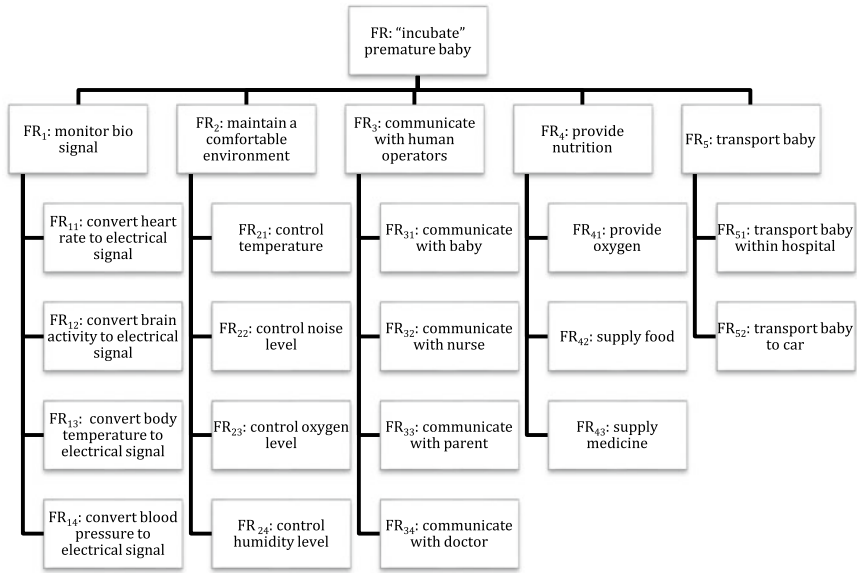 FR: “incubate”
premature baby
FR₁: monitor bio
signal
FR₂: maintain a
comfortable
environment
FR₃: communicate
with human
operators
FR₄: provide
nutrition
FR₅: transport baby
FR₁₁: convert heart
rate to electrical
signal
FR₁₂: convert brain
activity to electrical
signal
FR₁₃: convert body
temperature to
electrical signal
FR₁₄: convert blood
pressure to
electrical signal
FR₂₁: control
temperature
FR₂₂: control noise
level
FR₂₃: control oxygen
level
FR₂₄: control
humidity level
FR₃₁: communicate
with baby
FR₃₂: communicate
with nurse
FR₃₃: communicate
with parent
FR₃₄: communicate
with doctor
FR₄₁: provide
oxygen
FR₄₂: supply food
FR₄₃: supply
medicine
FR₅₁: transport baby
within hospital
FR₅₂: transport baby
to car